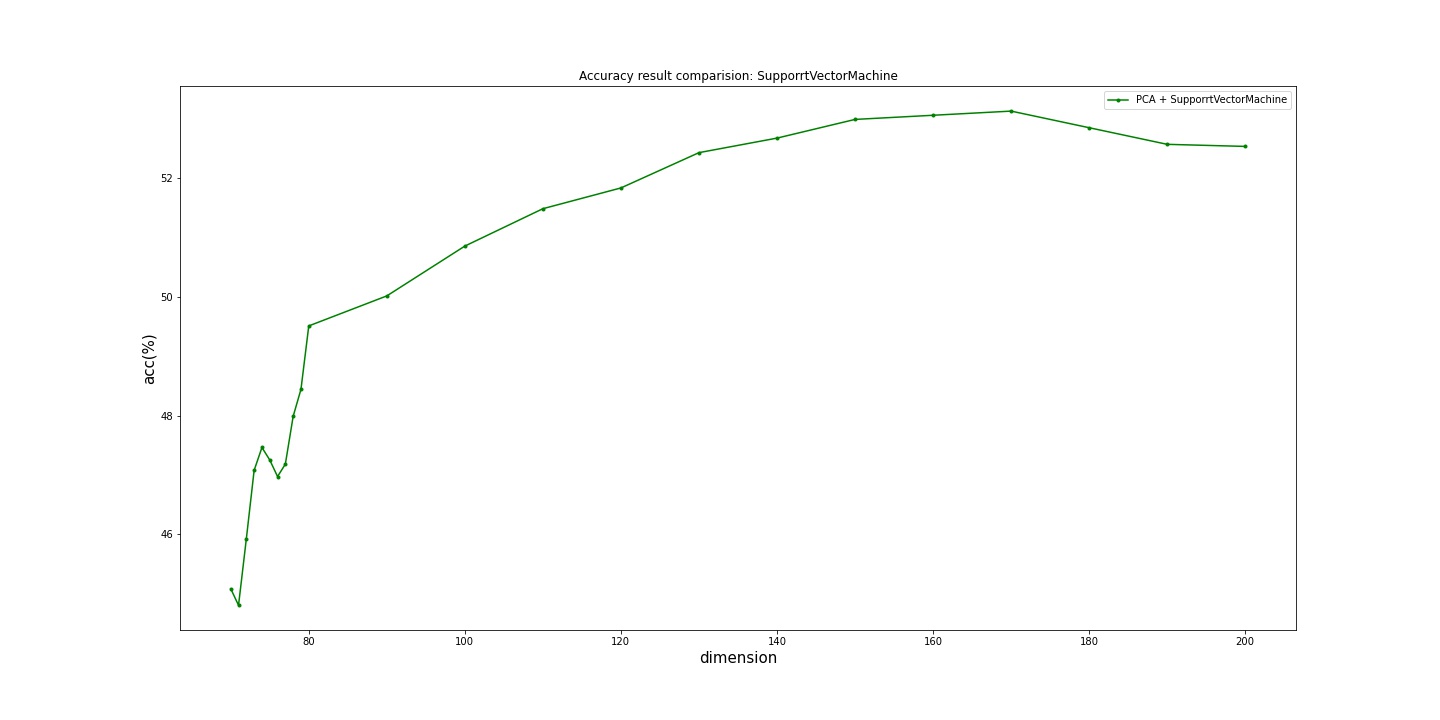 Accuracy result comparision: SupporrtVectorMachine
PCA + SupporrtVectorMachine
acc(%)
52
50
48
46
80 100 120 140 160 180 200
dimension